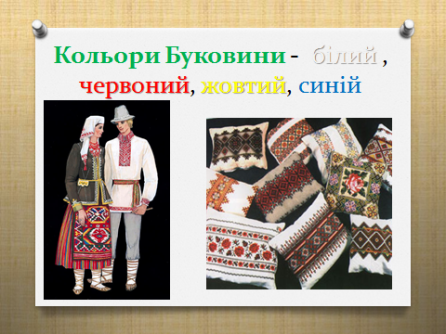 Кольори Буковини - білий ,
червоний, жовтий, синій